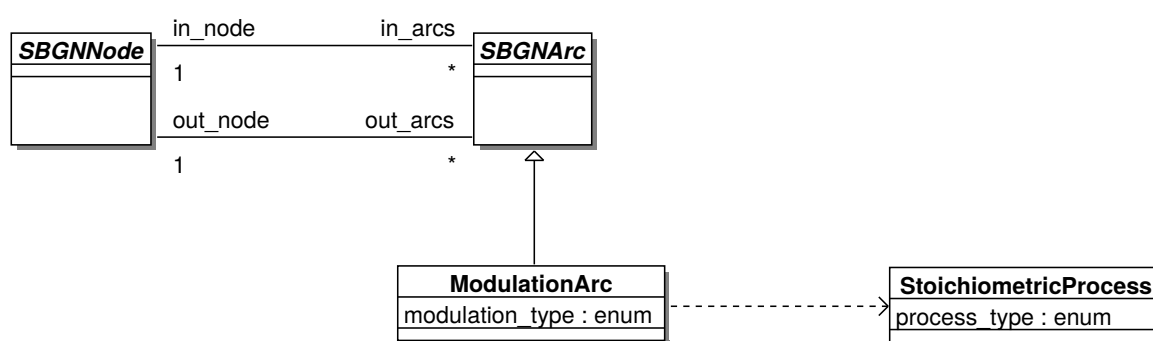 in_node in_arcs
SBGNNode SBGNArc
1 *
out_node out_arcs
1 *
ModulationArc StoichiometricProcess
modulation_type : enum process_type : enum